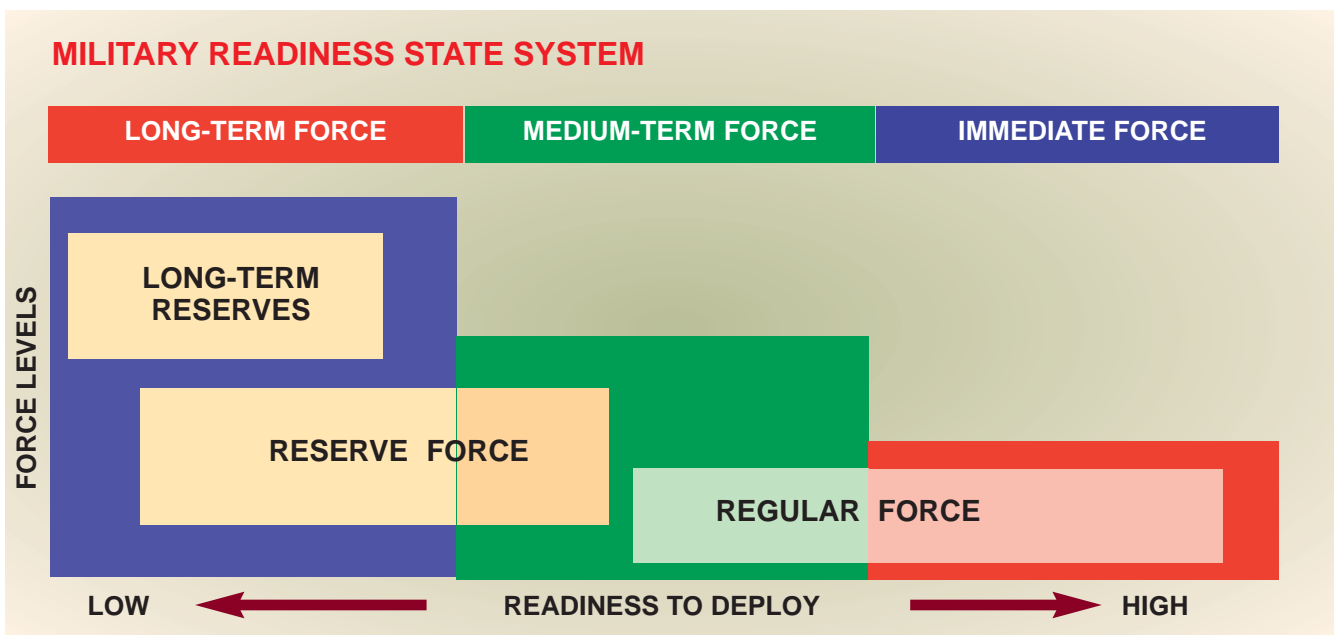 MILITARY READINESS STATE SYSTEM
LONG-TERM FORCE
MEDIUM-TERM FORCE
IMMEDIATE FORCE
FORCE LEVELS
LONG-TERM
RESERVES
RESERVE FORCE
REGULAR FORCE
LOW
READINESS TO DEPLOY
HIGH